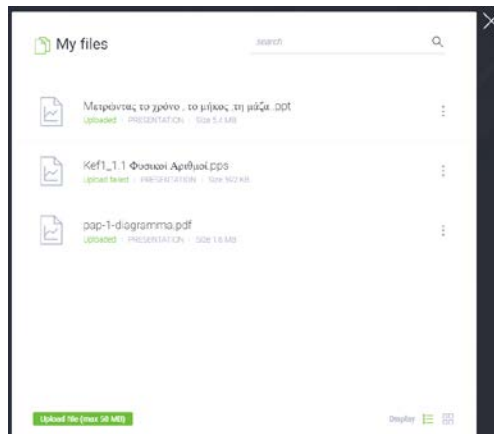 My files
search
Μετρώντας το χρόνο , το μήκος ,τη μάζα .ppt
Uploaded | PRESENTATION | Size 5.4 MB
Kef1_1.1 Φυσικοί Αριθμοί.pps
Upload failed | PRESENTATION | Size 392 KB
pap-1-diagramma.pdf
Uploaded | PRESENTATION | Size 1.6 MB
Upload file (max 50 MB)
Display